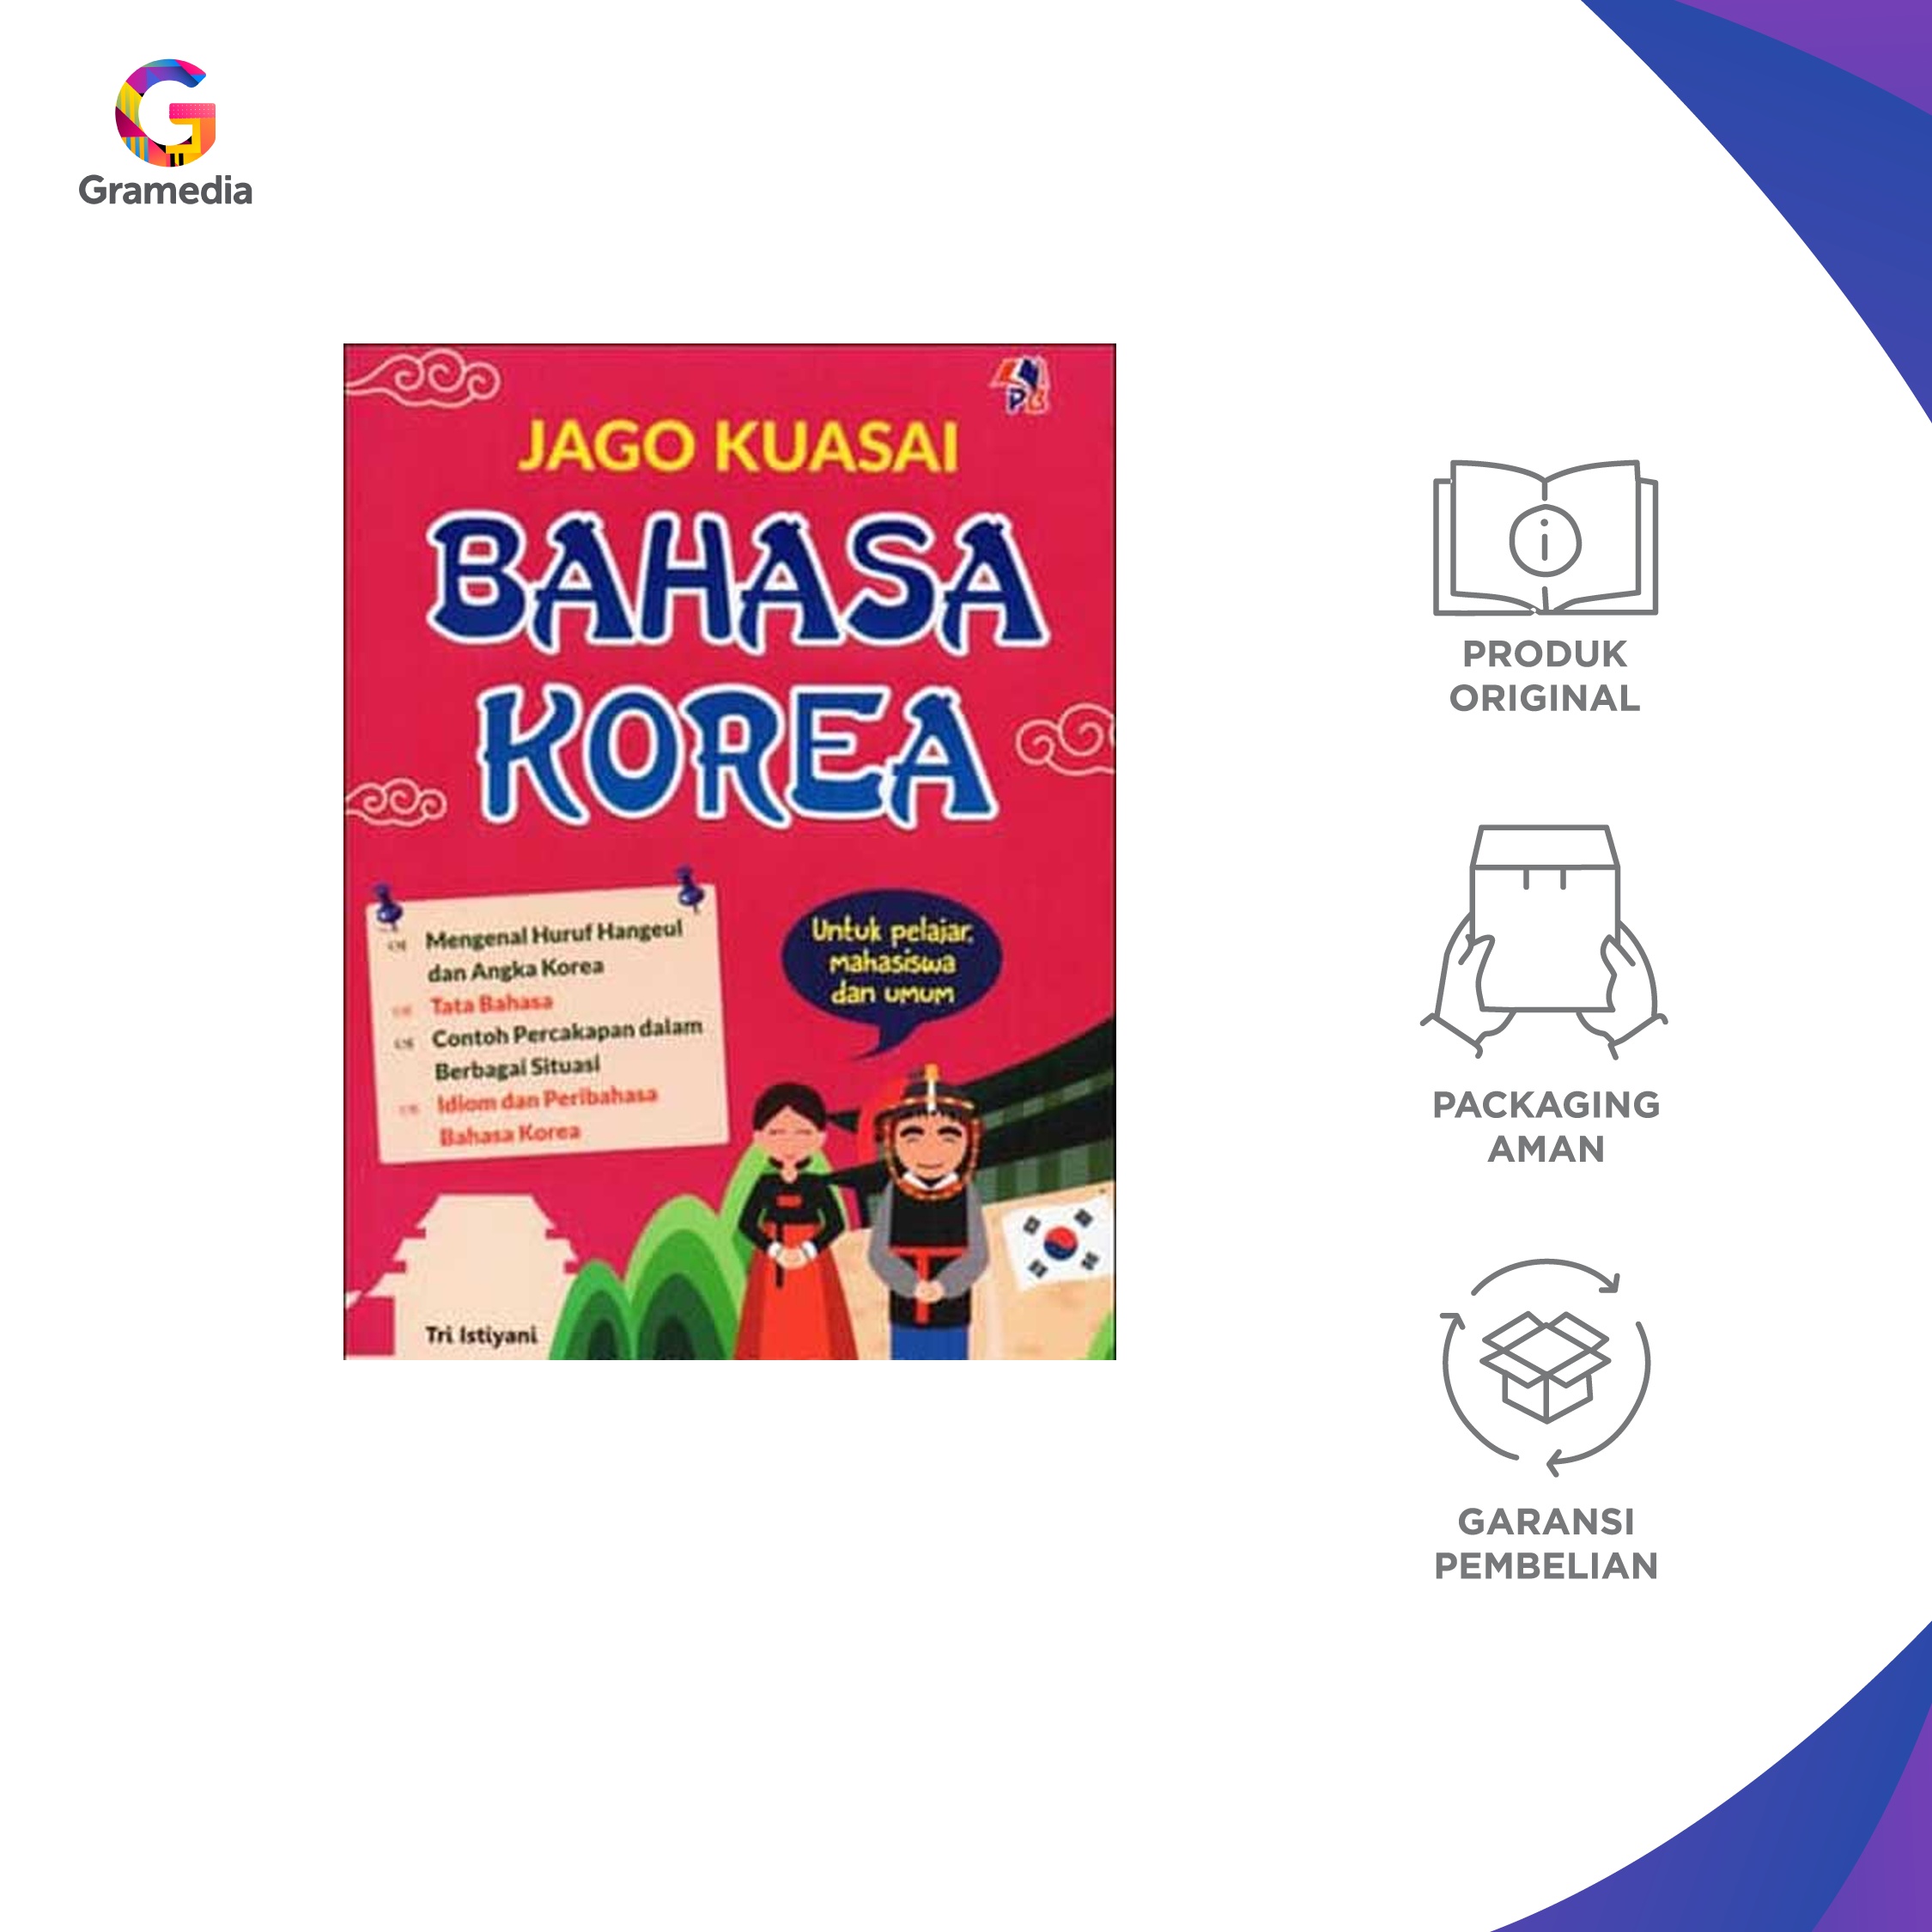 Gramedia
JAGO KUASAI
BAHASA
KOREA
Mengenal Huruf Hangeul
dan Angka Korea
Tata Bahasa
Contoh Percakapan dalam
Berbagai Situasi
Idiom dan Peribahasa
Bahasa Korea
Untuk pelajar,
mahasiswa
dan umum
Tri Istiyani
PRODUK
ORIGINAL
PACKAGING
AMAN
GARANSI
PEMBELIAN